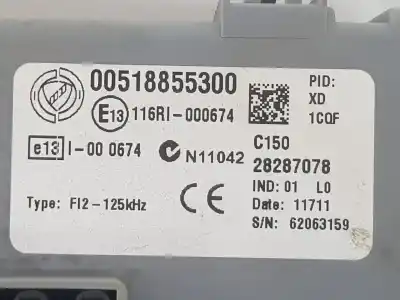 00518855300
E13 116RI-000674
e13 I-00 0674
N11042
Type: FI2-125kHz
CE
PID:
XD
1CQF
C150
28287078
IND: 01 L0
Date: 11711
S/N: 62063159